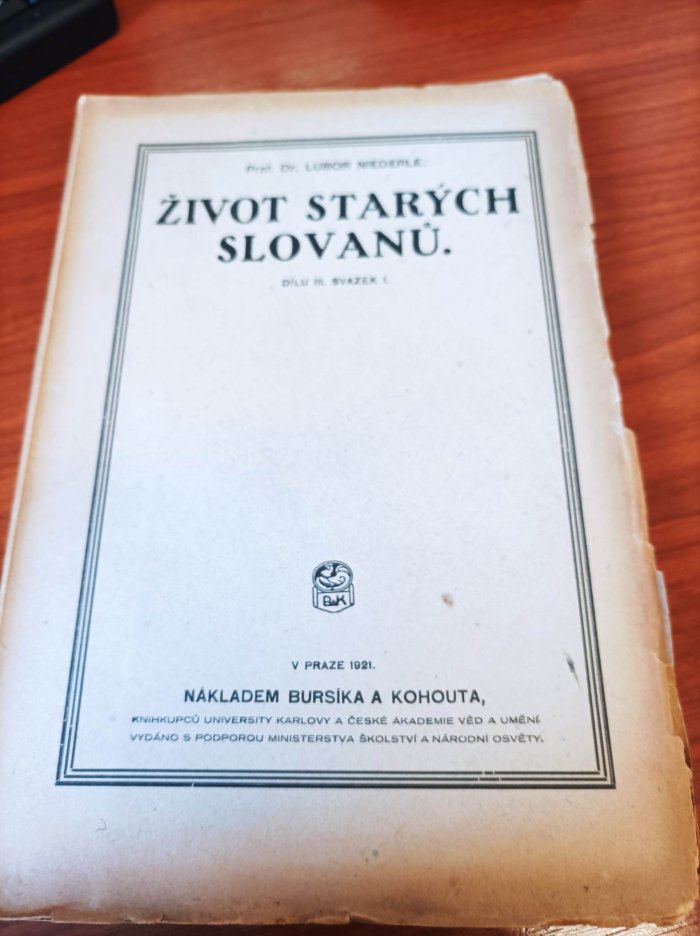 Prof. Dr. LUBOR NIEDERLE:
ŽIVOT STARÝCH
SLOVANŮ.
DÍLU III. SVAZEK I.
BaK
V PRAZE 1921.
NÁKLADEM BURSÍKA A KOHOUTA,
KNIHKUPCŮ UNIVERSITY KARLOVY A ČESKÉ AKADEMIE VĚD A UMĚNÍ.
VYDÁNO S PODPOROU MINISTERSTVA ŠKOLSTVÍ A NÁRODNÍ OSVĚTY.